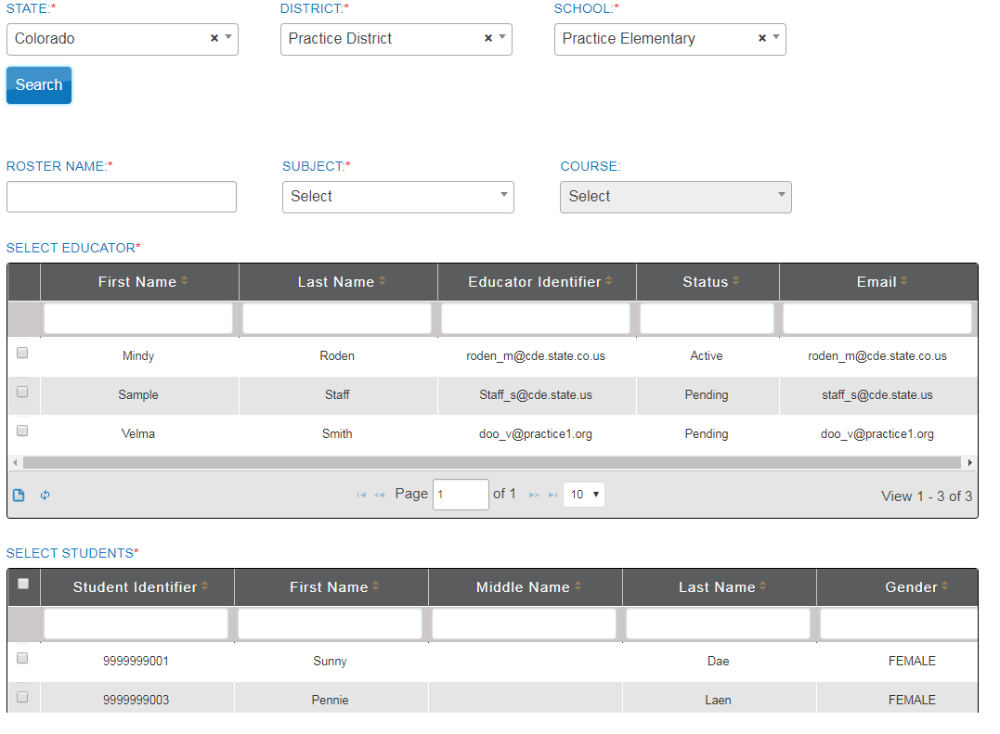 STATE:* DISTRICT:* SCHOOL:*
Colorado × Practice District × Practice Elementary ×
Search
ROSTER NAME:* SUBJECT:* COURSE:
Select Select
SELECT EDUCATOR*
First Name Last Name Educator Identifier Status Email
Mindy Roden roden_m@cde.state.co.us Active roden_m@cde.state.co.us
Sample Staff Staff_s@cde.state.us Pending staff_s@cde.state.us
Velma Smith doo_v@practice1.org Pending doo_v@practice1.org
Page 1 of 1 10 View 1 - 3 of 3
SELECT STUDENTS*
Student Identifier First Name Middle Name Last Name Gender
9999999001 Sunny Dae FEMALE
9999999003 Pennie Laen FEMALE